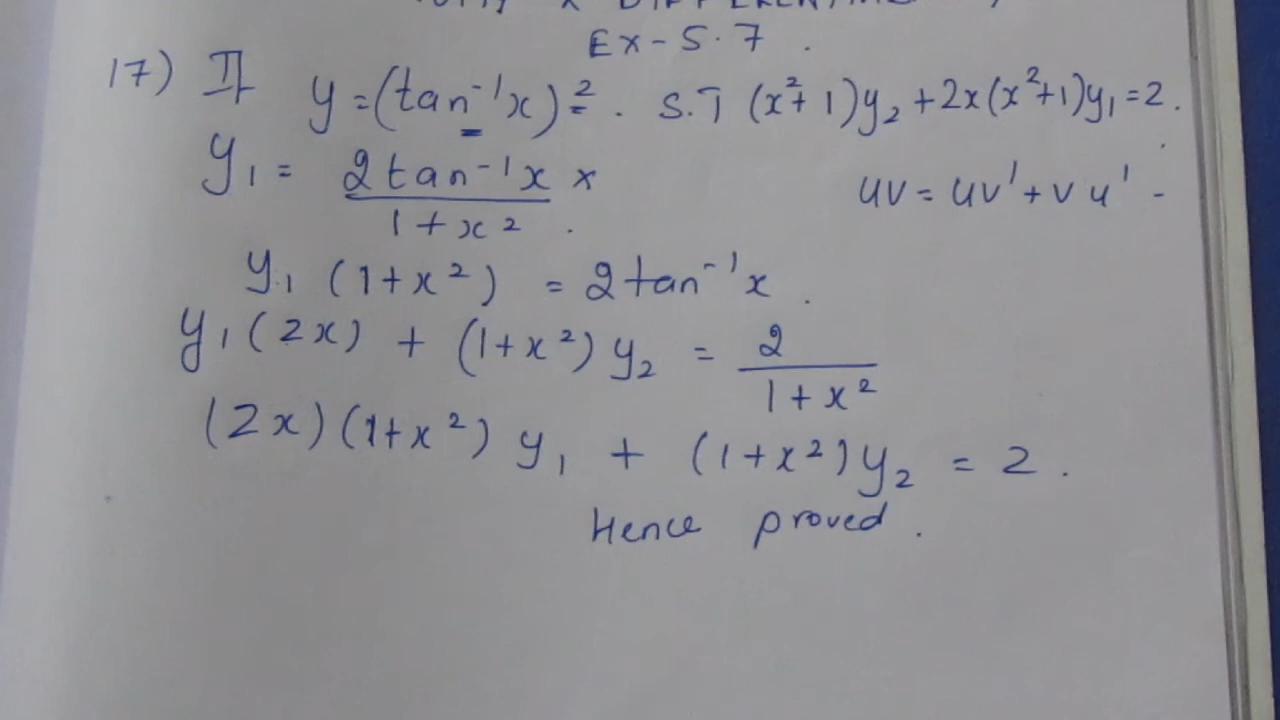 EX-5.7 .
17) If y = (tan⁻¹x)². S.T (x²+1)y₂ + 2x(x²+1)y₁ = 2.
y₁ = 2tan⁻¹x / 1+x² × uv = uv' + vu' -
y₁ (1+x²) = 2tan⁻¹x .
y₁(2x) + (1+x²) y₂ = 2 / 1+x²
(2x)(1+x²) y₁ + (1+x²)y₂ = 2 .
Hence proved .